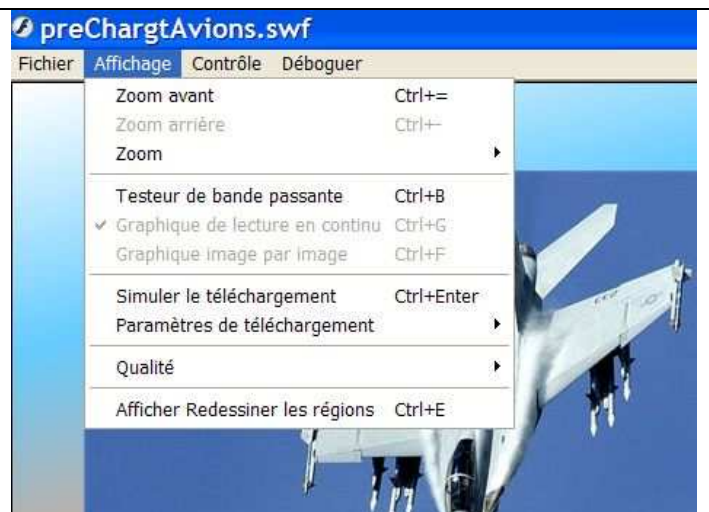 preChargtAvions.swf
Fichier Affichage Contrôle Déboguer
Zoom avant Ctrl+=
Zoom arrière Ctrl+-
Zoom
Testeur de bande passante Ctrl+B
Graphique de lecture en continu Ctrl+G
Graphique image par image Ctrl+F
Simuler le téléchargement Ctrl+Enter
Paramètres de téléchargement
Qualité
Afficher Redessiner les régions Ctrl+E